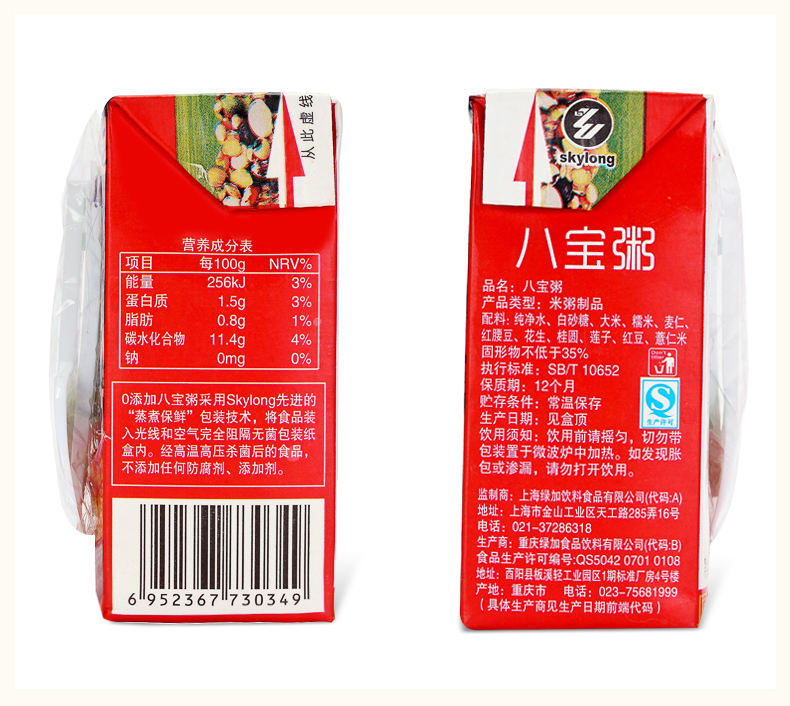 从此虚线
营养成分表
项目 每100g NRV%
能量 256kJ 3%
蛋白质 1.5g 3%
脂肪 0.8g 1%
碳水化合物 11.4g 4%
钠 0mg 0%
0添加八宝粥采用Skylong先进的
“蒸煮保鲜”包装技术，将食品装
入光线和空气完全阻隔无菌包装纸
盒内。经高温高压杀菌后的食品，
不添加任何防腐剂、添加剂。
6 952367 730349
skylong
八宝粥
品名：八宝粥
产品类型：米粥制品
配料：纯净水、白砂糖、大米、糯米、麦仁、
红腰豆、花生、桂圆、莲子、红豆、薏仁米
固形物不低于35%
执行标准：SB/T 10652
保质期：12个月
贮存条件：常温保存
生产日期：见盒顶
生产许可
饮用须知：饮用前请摇匀，切勿带
包装置于微波炉中加热。如发现胀
包或渗漏，请勿打开饮用。
监制商：上海绿加饮料食品有限公司(代码:A)
地址：上海市金山工业区天工路285弄16号
电话：021-37286318
生产商：重庆绿加食品饮料有限公司(代码:B)
食品生产许可编号:QS5042 0701 0108
地址：酉阳县板溪轻工业园区1期标准厂房4号楼
产地：重庆市 电话：023-75681999
（具体生产商见生产日期前端代码）